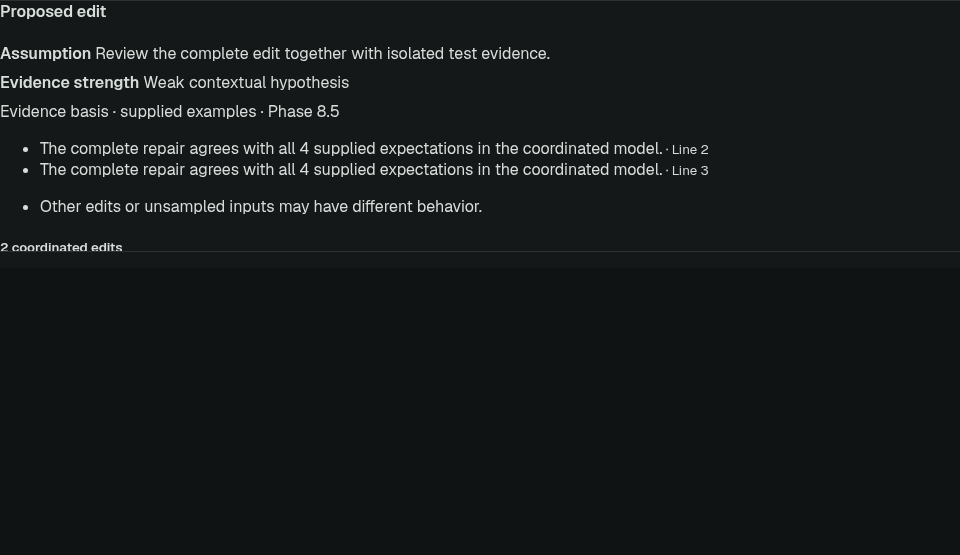 Proposed edit
Assumption Review the complete edit together with isolated test evidence.
Evidence strength Weak contextual hypothesis
Evidence basis · supplied examples · Phase 8.5
• The complete repair agrees with all 4 supplied expectations in the coordinated model. · Line 2
• The complete repair agrees with all 4 supplied expectations in the coordinated model. · Line 3
• Other edits or unsampled inputs may have different behavior.
2 coordinated edits